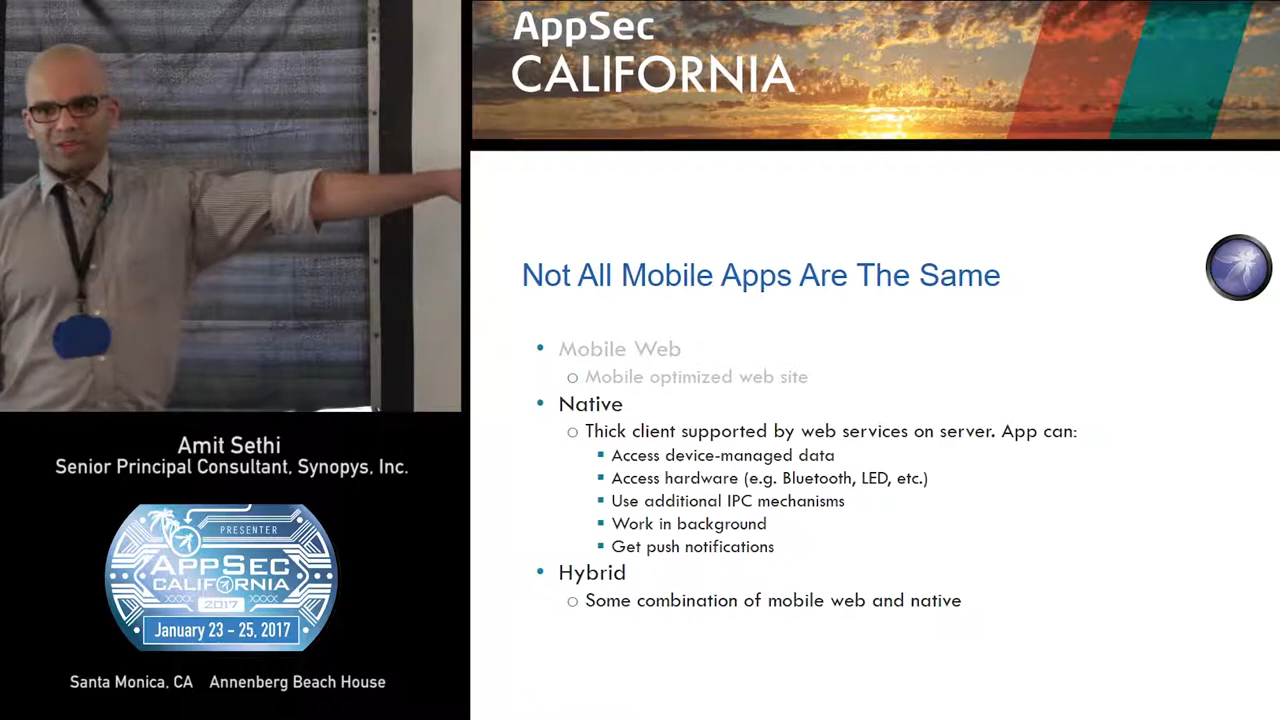 AppSec
CALIFORNIA
Not All Mobile Apps Are The Same
• Mobile Web
○ Mobile optimized web site
• Native
○ Thick client supported by web services on server. App can:
▪ Access device-managed data
▪ Access hardware (e.g. Bluetooth, LED, etc.)
▪ Use additional IPC mechanisms
▪ Work in background
▪ Get push notifications
• Hybrid
○ Some combination of mobile web and native
Amit Sethi
Senior Principal Consultant, Synopys, Inc.
PRESENTER
APPSEC
CALIFORNIA
XXXX 2017 XXXX
January 23 - 25, 2017
Santa Monica, CA Annenberg Beach House